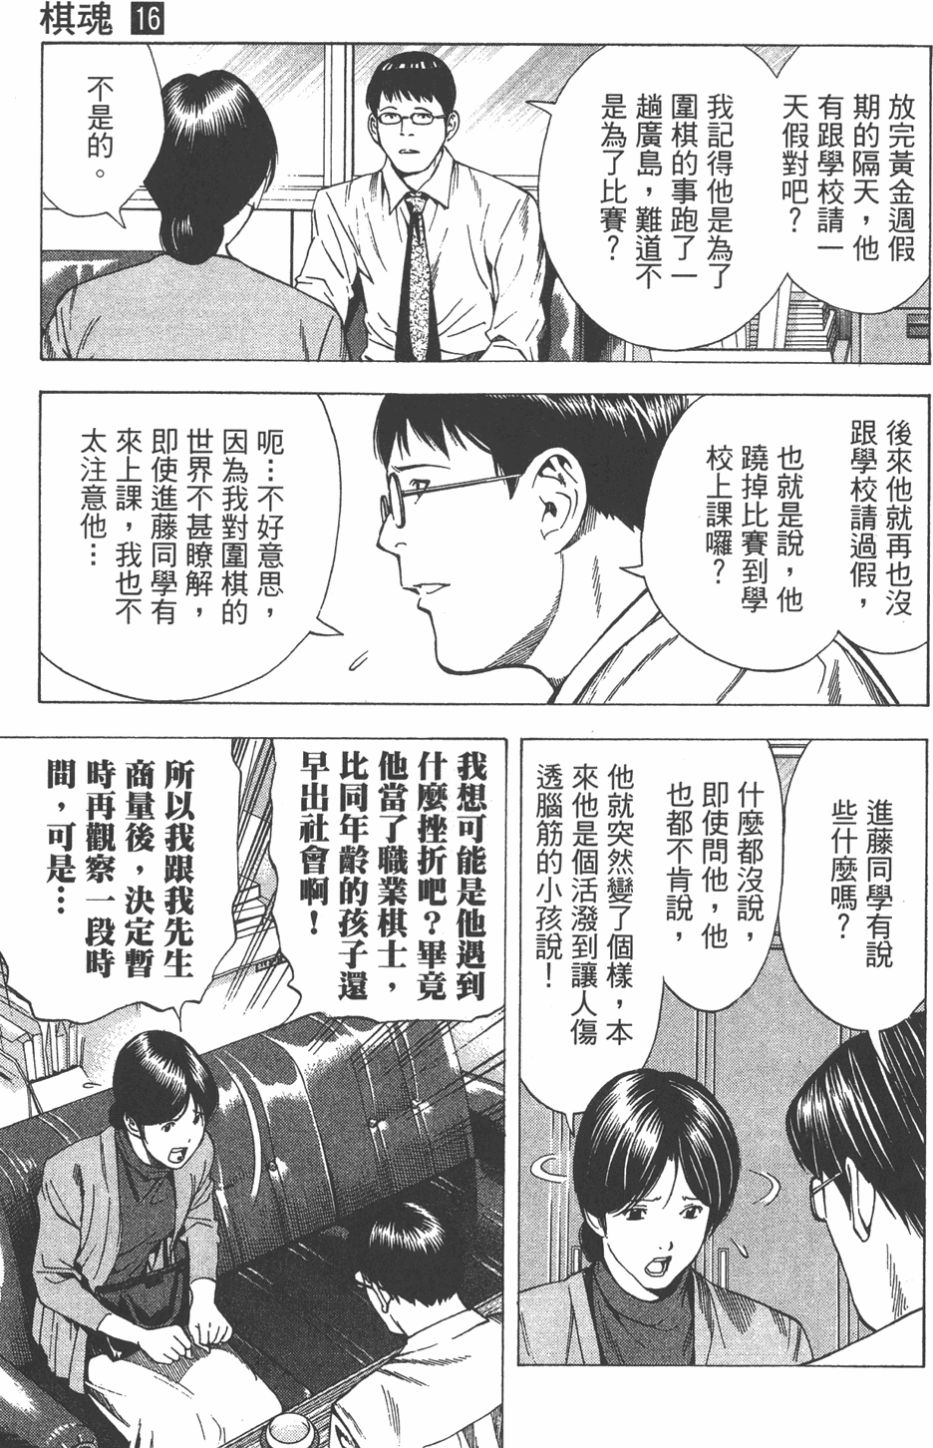 棋魂 16
放完黃金週假
期的隔天，他
有跟學校請一
天假對吧？
我記得他是為了
圍棋的事跑了一
趟廣島，難道不
是為了比賽？
不是的。
後來他就再也沒
跟學校請過假，
也就是說，他
蹺掉比賽到學
校上課囉？
呃…不好意思，
因為我對圍棋的
世界不甚瞭解，
即使進藤同學有
來上課，我也不
太注意他…
進藤同學有說
些什麼嗎？
什麼都沒說，
即使問他，他
也都不肯說，
他就突然變了個樣，本
來他是個活潑到讓人傷
透腦筋的小孩說！
我想可能是他遇到
什麼挫折吧？畢竟
他當了職業棋士，
比同年齡的孩子還
早出社會啊！
所以我跟我先生
商量後，決定暫
時再觀察一段時
間，可是…